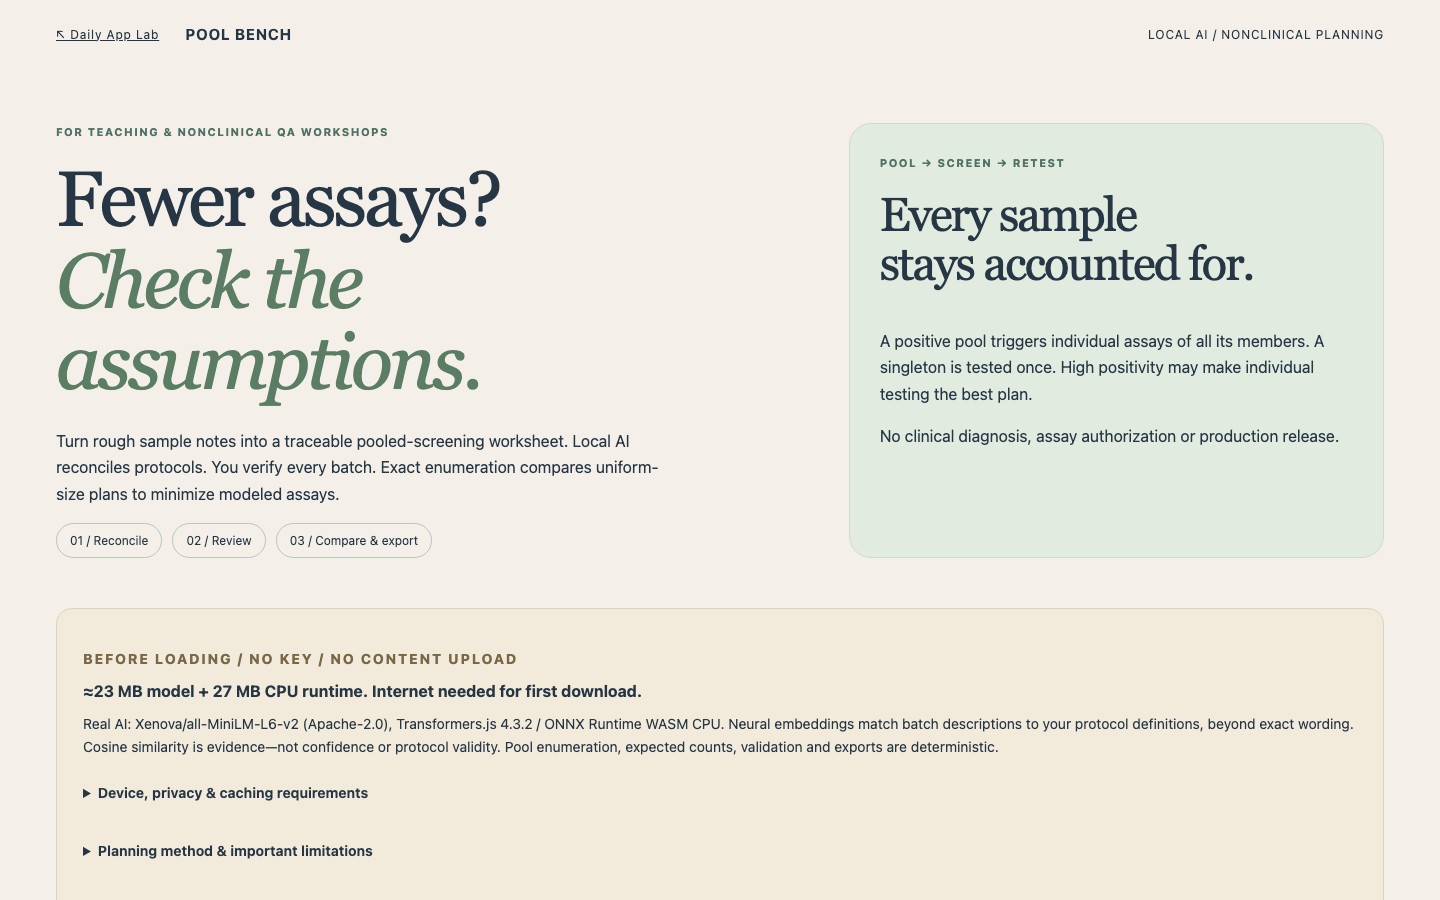 ↖ Daily App Lab
POOL BENCH
LOCAL AI / NONCLINICAL PLANNING
FOR TEACHING & NONCLINICAL QA WORKSHOPS
Fewer assays?
Check the
assumptions.
Turn rough sample notes into a traceable pooled-screening worksheet. Local AI
reconciles protocols. You verify every batch. Exact enumeration compares uniform-
size plans to minimize modeled assays.
01 / Reconcile
02 / Review
03 / Compare & export
POOL → SCREEN → RETEST
Every sample
stays accounted for.
A positive pool triggers individual assays of all its members. A
singleton is tested once. High positivity may make individual
testing the best plan.
No clinical diagnosis, assay authorization or production release.
BEFORE LOADING / NO KEY / NO CONTENT UPLOAD
≈23 MB model + 27 MB CPU runtime. Internet needed for first download.
Real AI: Xenova/all-MiniLM-L6-v2 (Apache-2.0), Transformers.js 4.3.2 / ONNX Runtime WASM CPU. Neural embeddings match batch descriptions to your protocol definitions, beyond exact wording.
Cosine similarity is evidence—not confidence or protocol validity. Pool enumeration, expected counts, validation and exports are deterministic.
▶ Device, privacy & caching requirements
▶ Planning method & important limitations